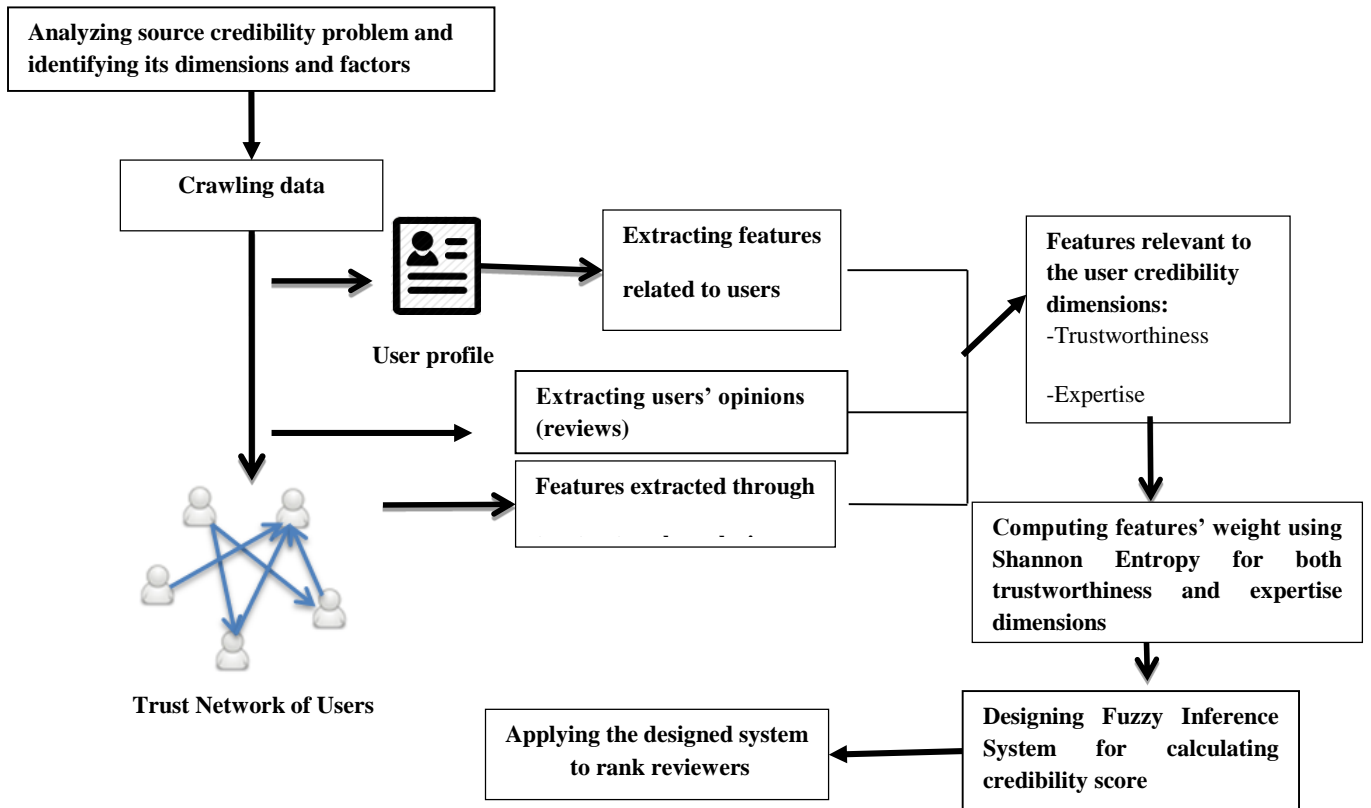 Analyzing source credibility problem and
identifying its dimensions and factors
Crawling data
User profile
Extracting features
related to users
Extracting users’ opinions
(reviews)
Features extracted through
Trust Network of Users
Features relevant to
the user credibility
dimensions:
-Trustworthiness
-Expertise
Computing features’ weight using
Shannon Entropy for both
trustworthiness and expertise
dimensions
Designing Fuzzy Inference
System for calculating
credibility score
Applying the designed system
to rank reviewers